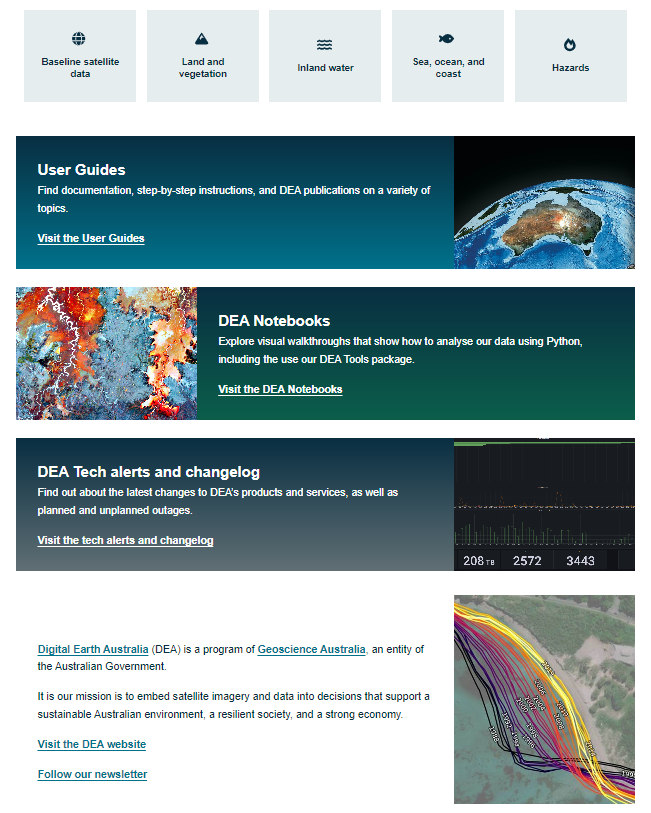 Baseline satellite
data
Land and
vegetation
Inland water
Sea, ocean, and
coast
Hazards
User Guides
Find documentation, step-by-step instructions, and DEA publications on a variety of
topics.
Visit the User Guides
DEA Notebooks
Explore visual walkthroughs that show how to analyse our data using Python,
including the use our DEA Tools package.
Visit the DEA Notebooks
DEA Tech alerts and changelog
Find out about the latest changes to DEA's products and services, as well as
planned and unplanned outages.
Visit the tech alerts and changelog
208 TB 2572 3443
Digital Earth Australia (DEA) is a program of Geoscience Australia, an entity of
the Australian Government.
It is our mission is to embed satellite imagery and data into decisions that support a
sustainable Australian environment, a resilient society, and a strong economy.
Visit the DEA website
Follow our newsletter
1988